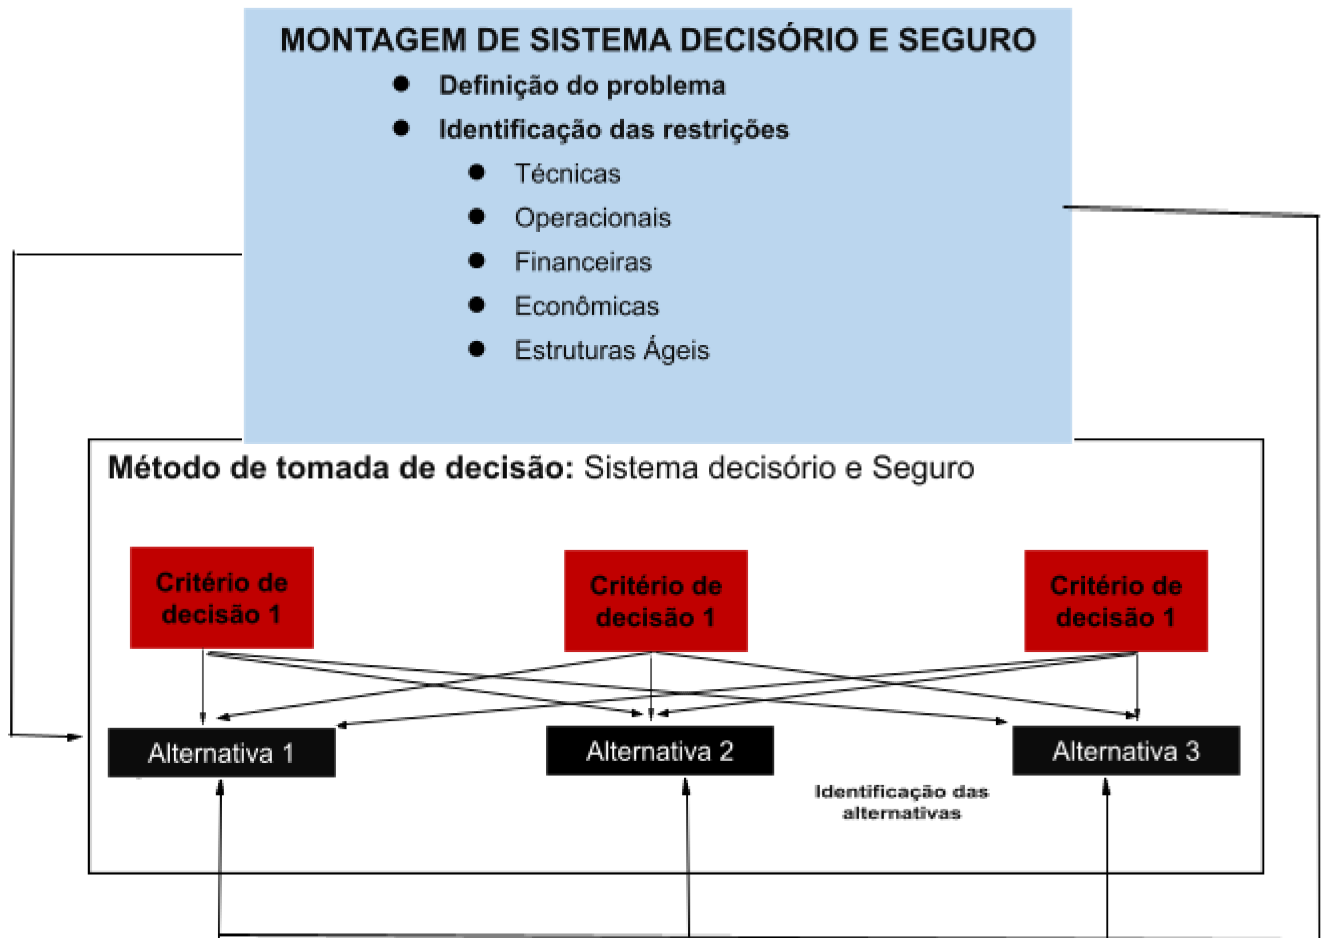 MONTAGEM DE SISTEMA DECISÓRIO E SEGURO
● Definição do problema
● Identificação das restrições
● Técnicas
● Operacionais
● Financeiras
● Econômicas
● Estruturas Ágeis
Método de tomada de decisão: Sistema decisório e Seguro
Critério de
decisão 1
Critério de
decisão 1
Critério de
decisão 1
Alternativa 1
Alternativa 2
Alternativa 3
Identificação das
alternativas